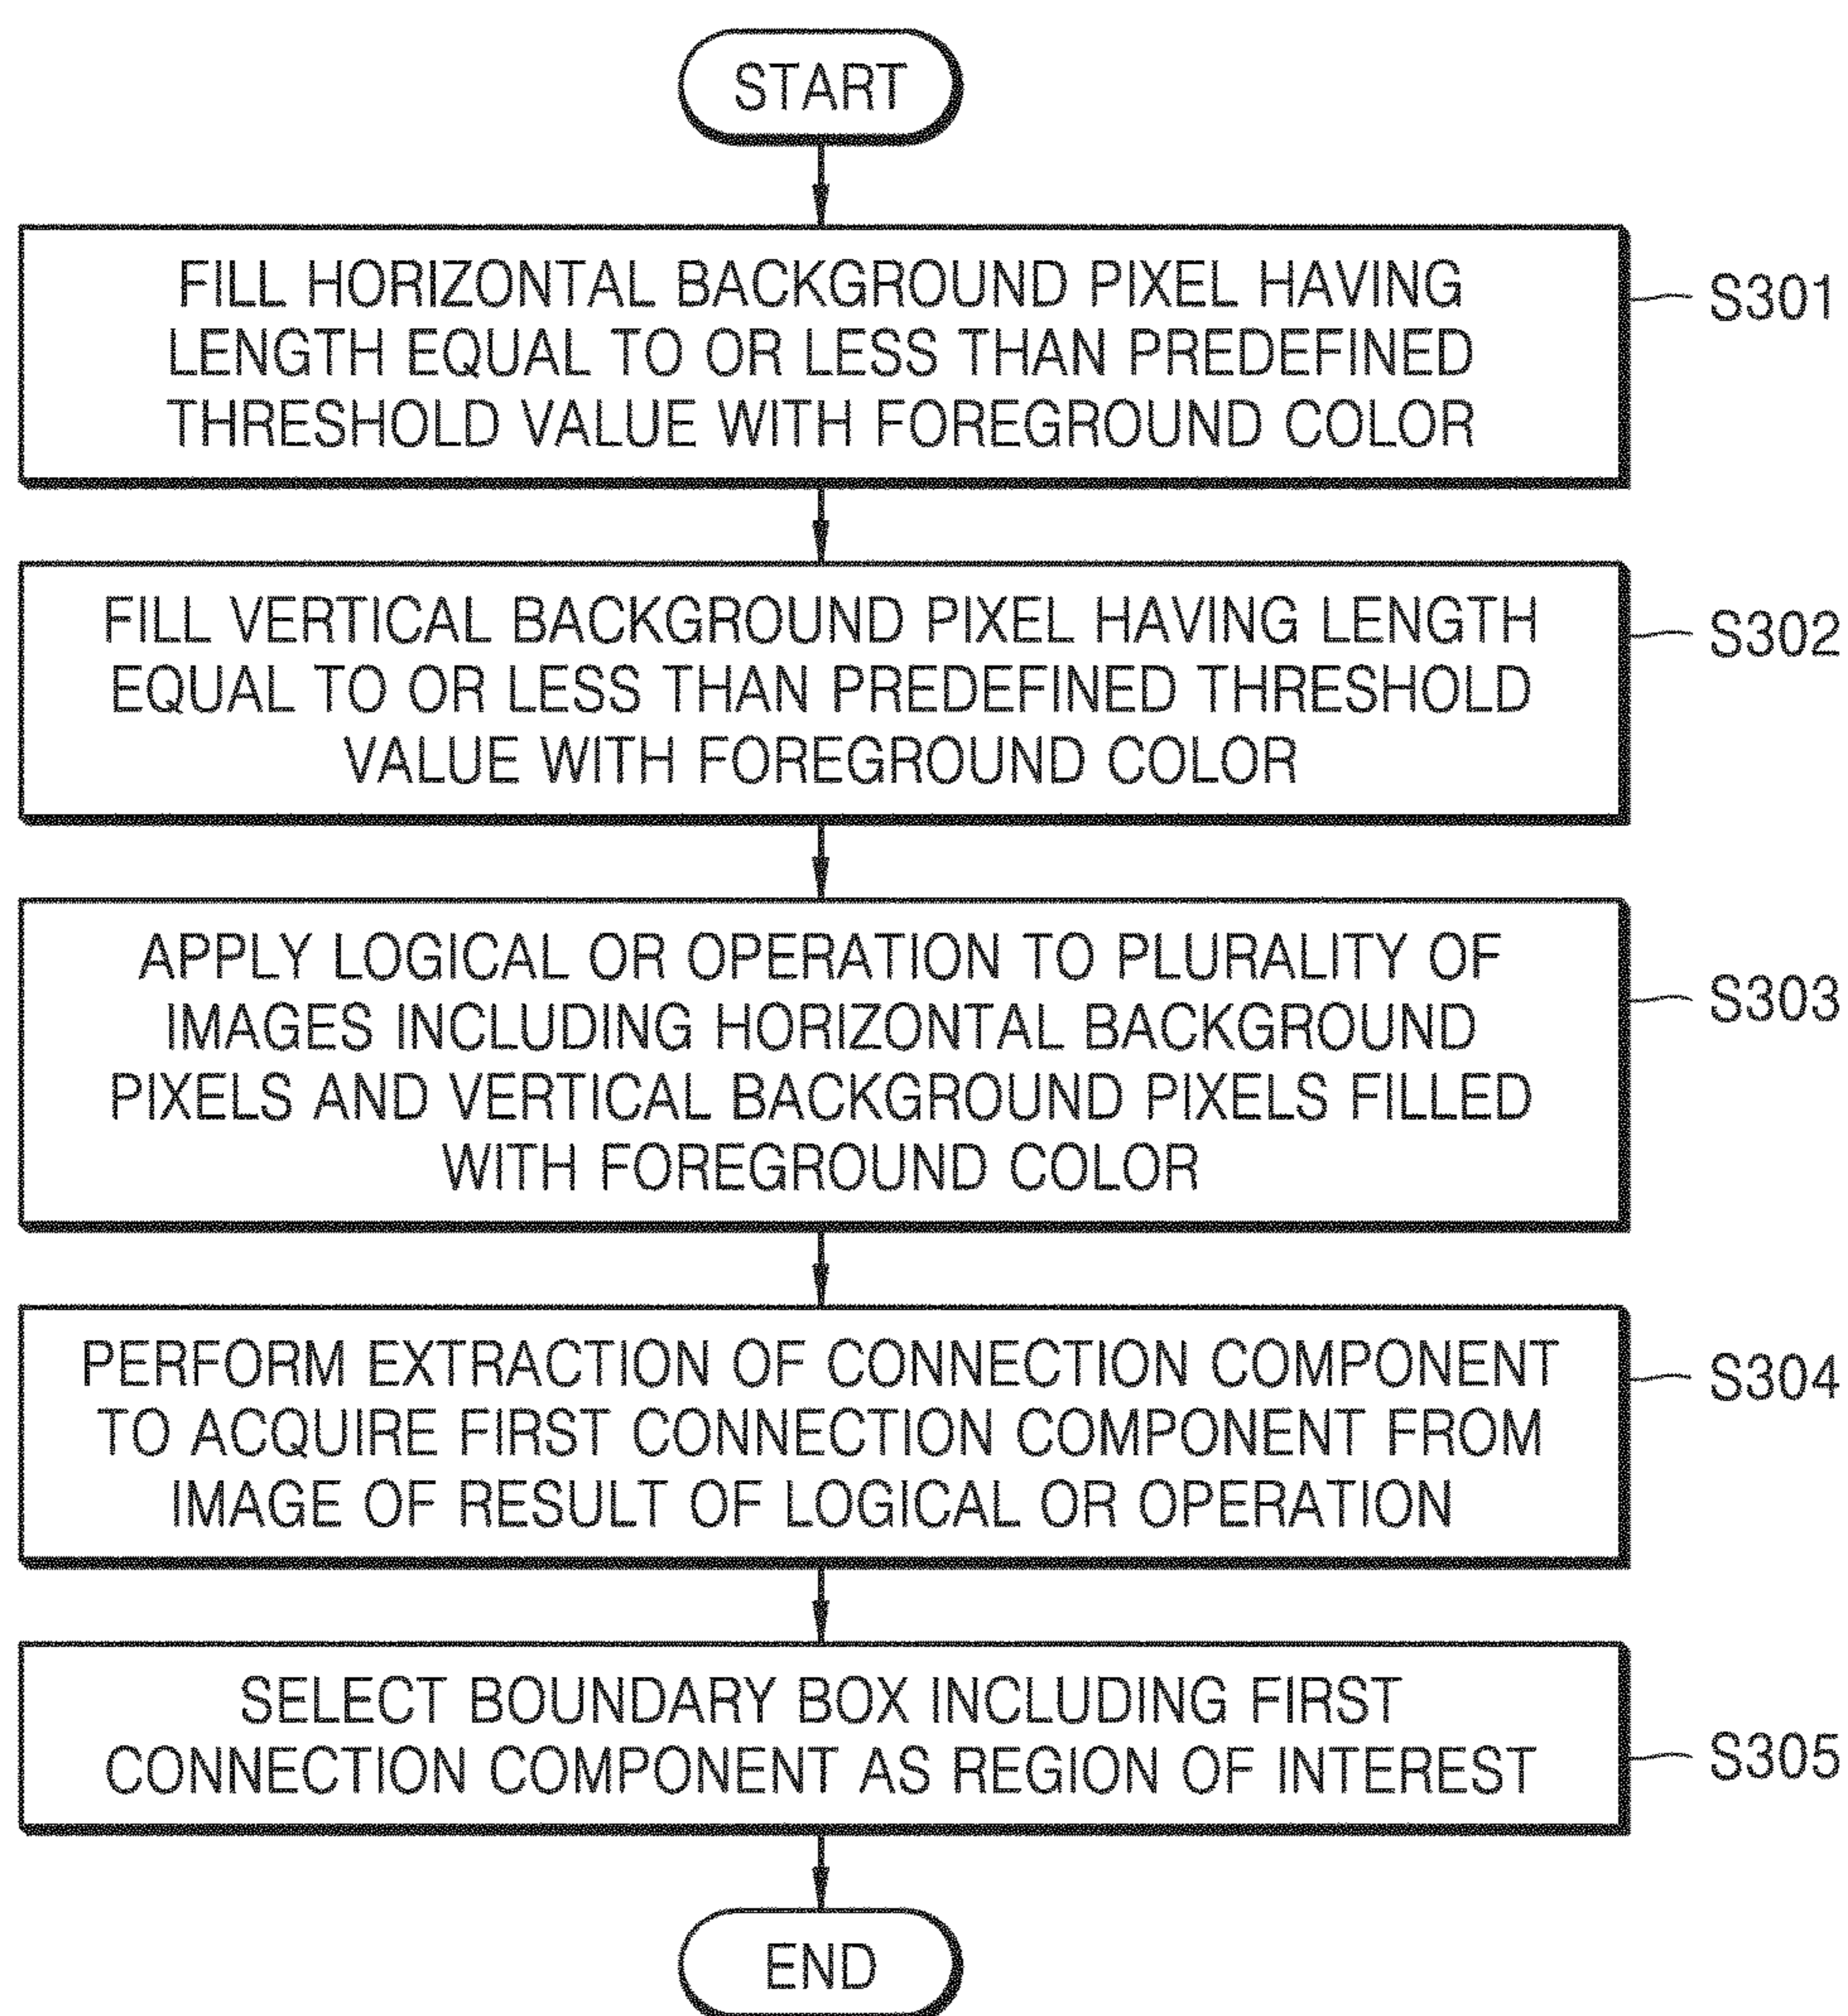 START
FILL HORIZONTAL BACKGROUND PIXEL HAVING
LENGTH EQUAL TO OR LESS THAN PREDEFINED
THRESHOLD VALUE WITH FOREGROUND COLOR
S301
FILL VERTICAL BACKGROUND PIXEL HAVING LENGTH
EQUAL TO OR LESS THAN PREDEFINED THRESHOLD
VALUE WITH FOREGROUND COLOR
S302
APPLY LOGICAL OR OPERATION TO PLURALITY OF
IMAGES INCLUDING HORIZONTAL BACKGROUND
PIXELS AND VERTICAL BACKGROUND PIXELS FILLED
WITH FOREGROUND COLOR
S303
PERFORM EXTRACTION OF CONNECTION COMPONENT
TO ACQUIRE FIRST CONNECTION COMPONENT FROM
IMAGE OF RESULT OF LOGICAL OR OPERATION
S304
SELECT BOUNDARY BOX INCLUDING FIRST
CONNECTION COMPONENT AS REGION OF INTEREST
S305
END